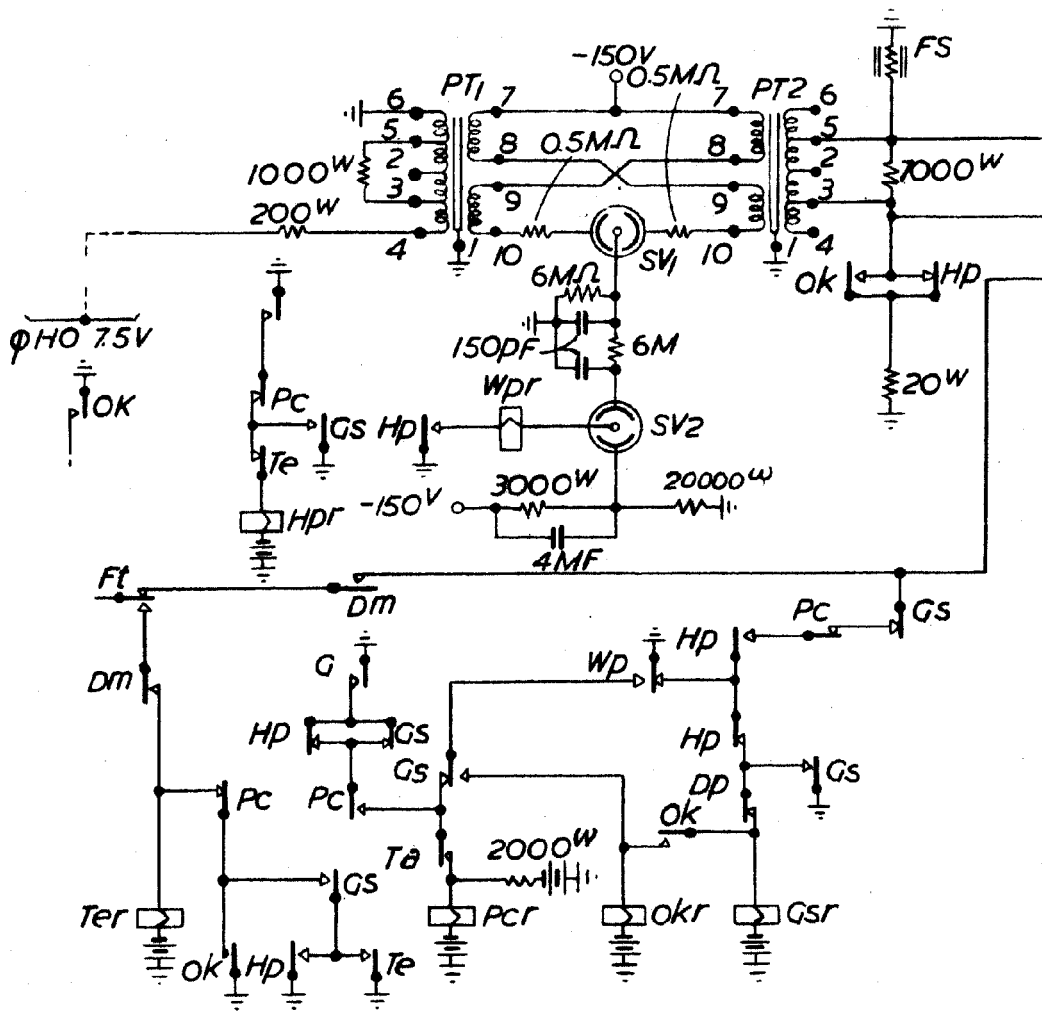 -150V
FS
PT1
0.5MΩ
PT2
6
7
7
6
5
5
0.5MΩ
2
8
8
2
1000W
1000W
3
9
9
3
200W
4
1
10
SV1
10
1
4
6MΩ
Ok
Hp
φHO 7.5V
150pF
6M
OK
Pc
Wpr
20W
Gs
Hp
SV2
Te
-150V
3000W
20000ω
Hpr
4MF
Ft
Dm
Pc
Gs
Hp
G
Wp
Dm
Hp
Gs
Hp
Gs
Gs
Pc
Pc
Dp
Ok
Ta
2000W
Gs
Ter
Pcr
Okr
Gsr
Ok
Hp
Te